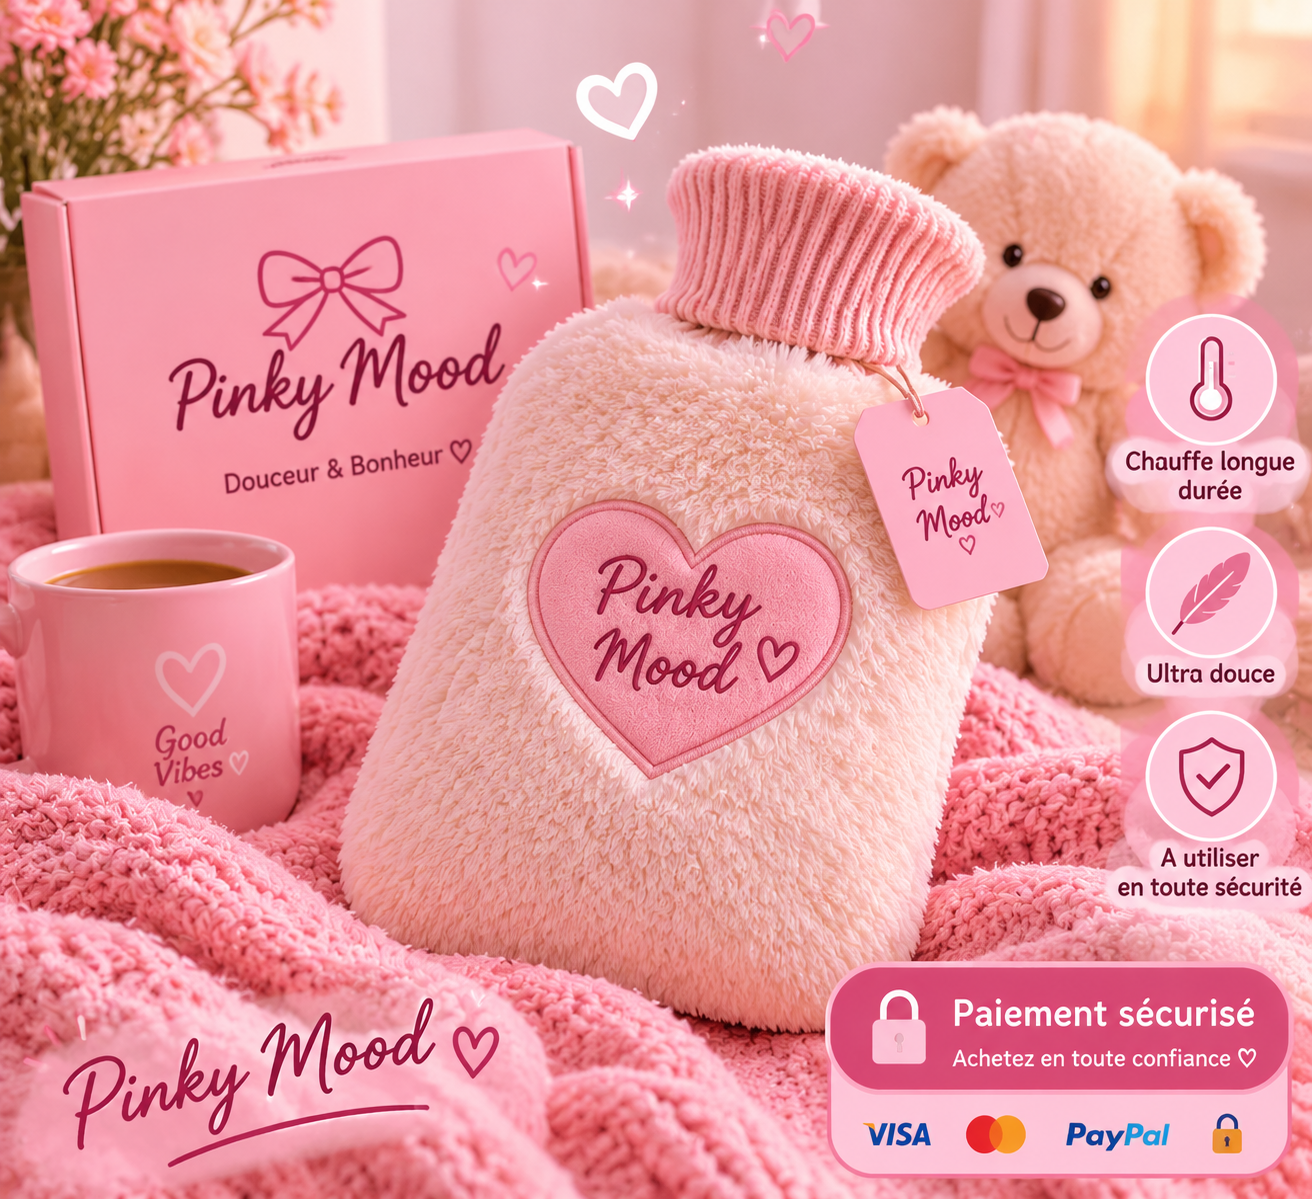 Pinky Mood
Douceur & Bonheur
Pinky
Mood
Pinky
Mood
Good
Vibes
Chauffe longue
durée
Ultra douce
A utiliser
en toute sécurité
Pinky Mood
Paiement sécurisé
Achetez en toute confiance
VISA
PayPal